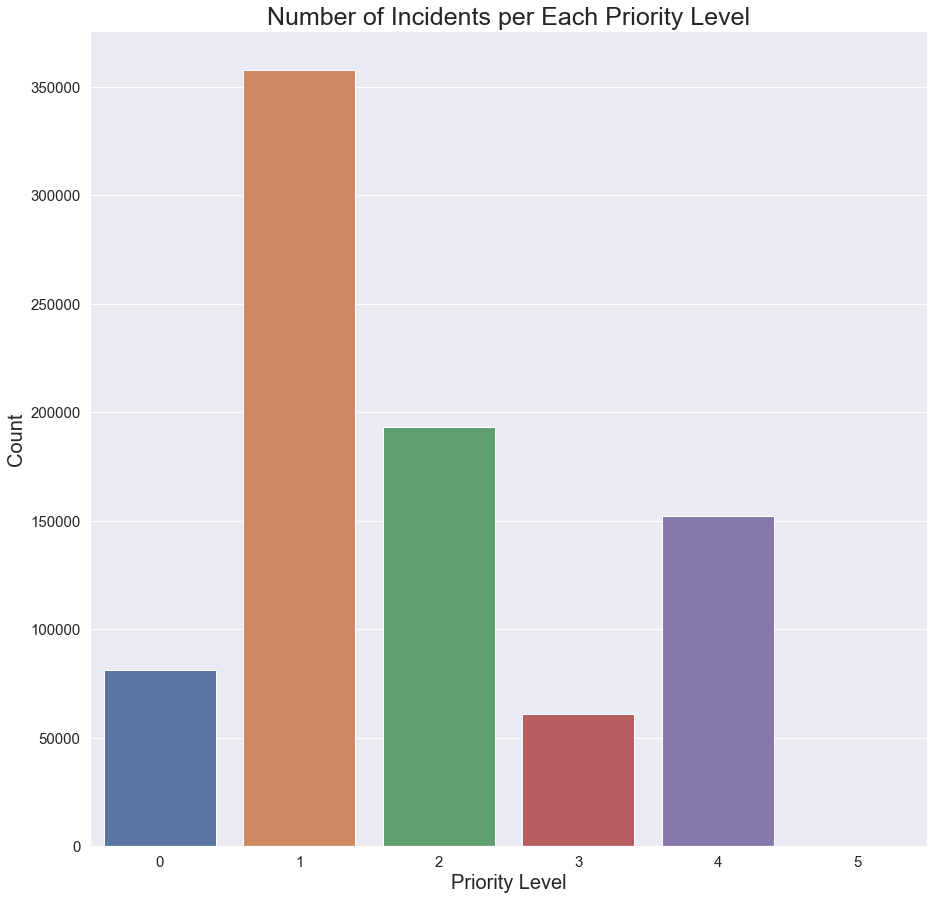 Number of Incidents per Each Priority Level
350000
300000
250000
200000
150000
100000
50000
0
Count
0 1 2 3 4 5
Priority Level